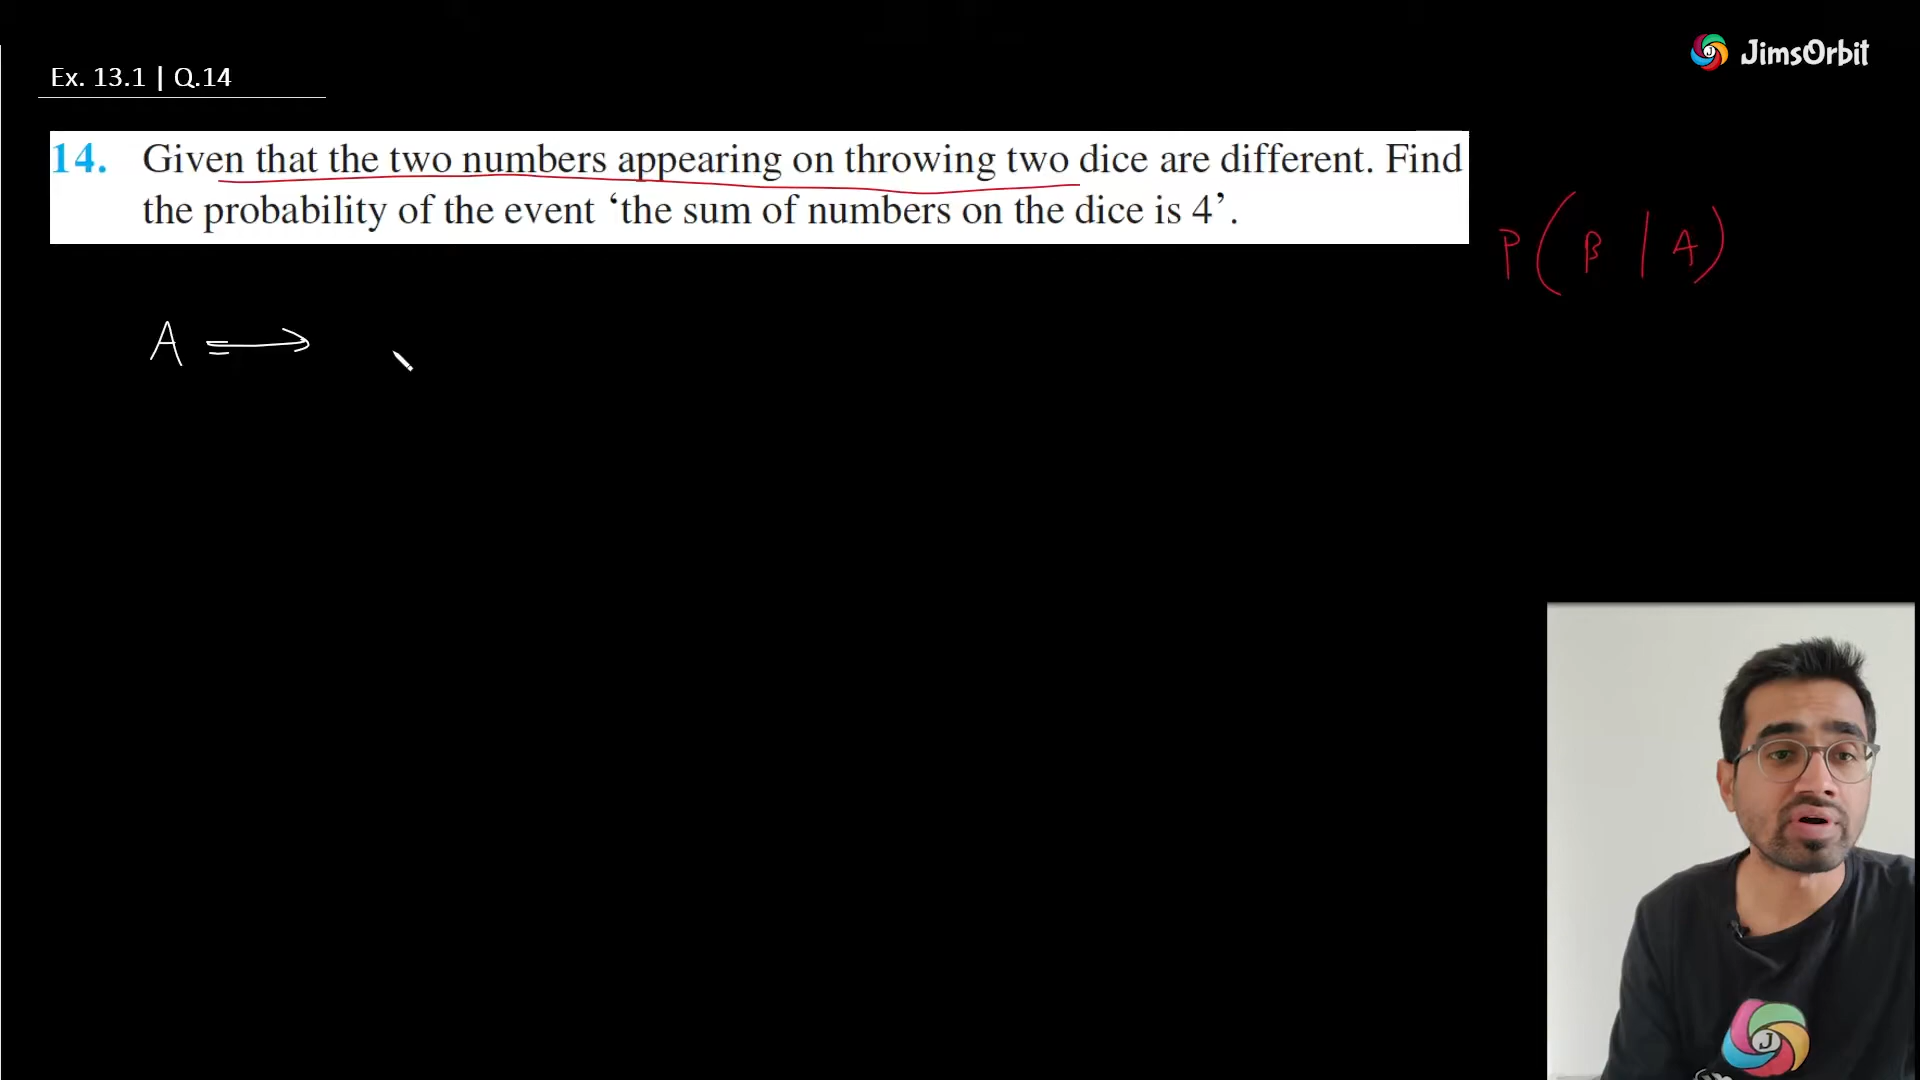 JimsOrbit
Ex. 13.1 | Q.14
14. Given that the two numbers appearing on throwing two dice are different. Find
the probability of the event ‘the sum of numbers on the dice is 4’.
P(B|A)
A ⇒
J